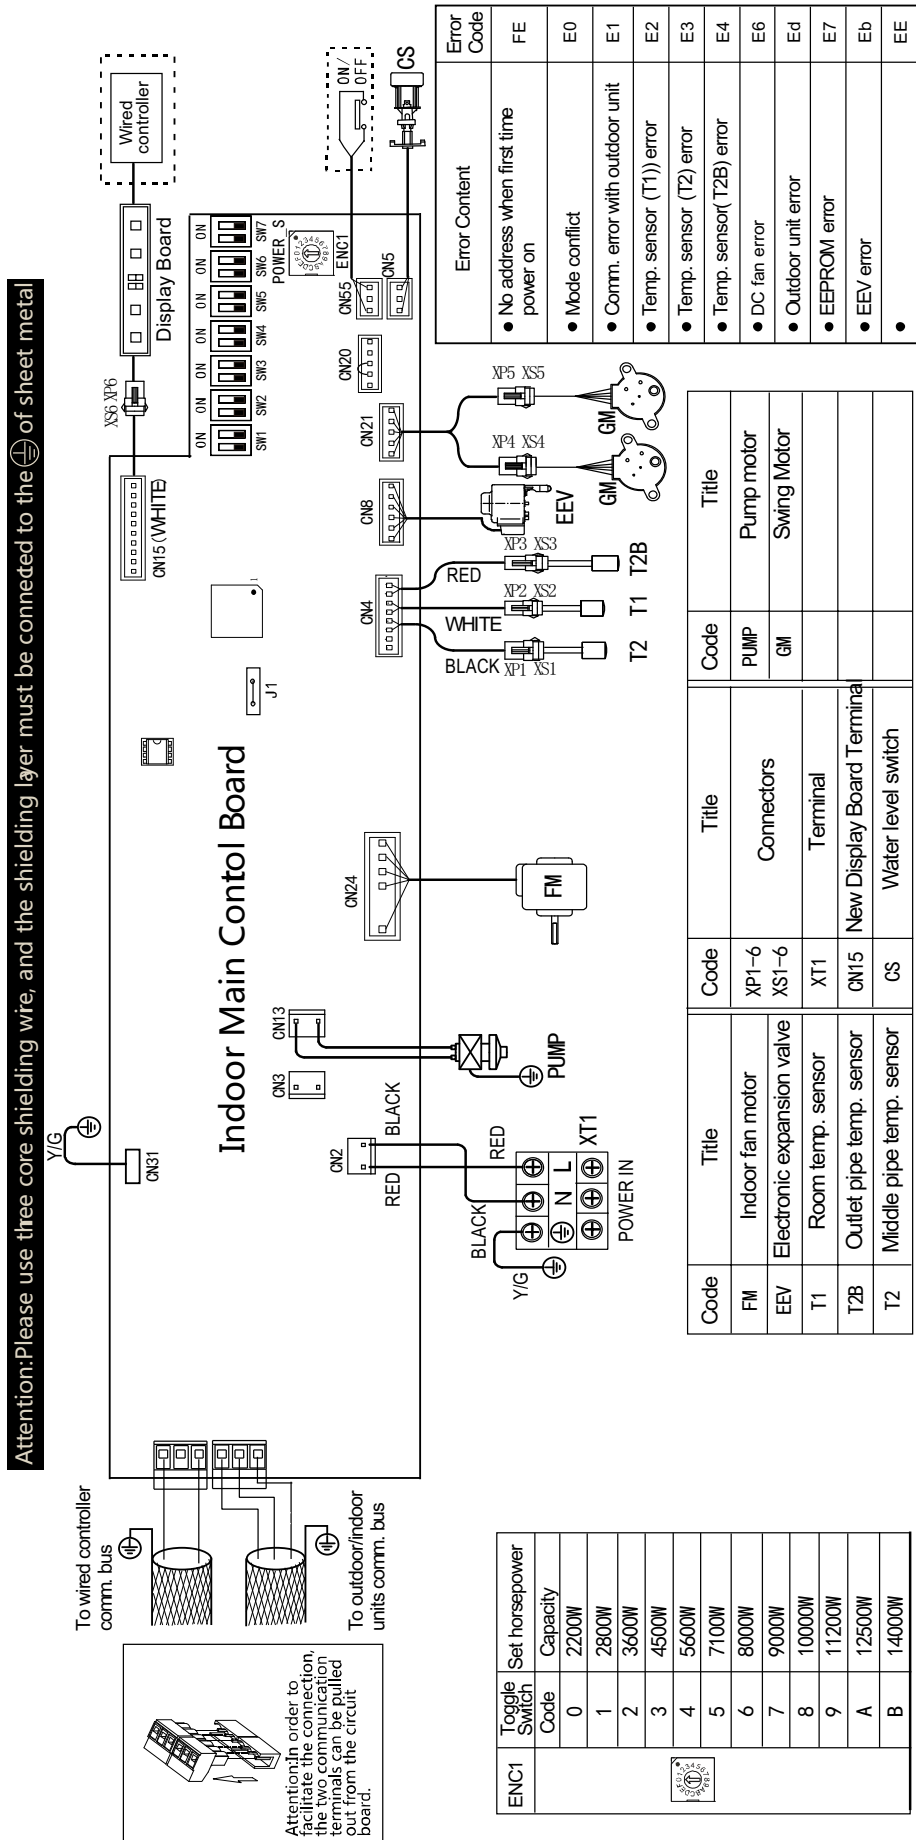 Attention:Please use three core shielding wire, and the shielding layer must be conneded to the of sheet metal
Y/G
CN31
XS6 XP6
CN15(WHITE)
Display Board
Wired
controller
ON
ON
ON
ON
ON
ON
ON
SW1
SW2
SW3
SW4
SW5
SW6
SW7
POWER_S
ENC1
ON/
OFF
CS
CN55
CN5
CN20
CN21
CN8
CN4
J1
Indoor Main Contol Board
CN24
CN13
CN3
CN2
RED
BLACK
FM
PUMP
BLACK
RED
Y/G
N
L
XT1
POWER IN
BLACK
WHITE
RED
XP1 XS1
XP2 XS2
XP3 XS3
XP4 XS4
XP5 XS5
T2
T1
T2B
EEV
GM
GM
To wired controller
comm. bus
To outdoor/indoor
units comm. bus
Attention:In order to
facilitate the connection,
the two communication
terminals can be pulled
out from the circuit
board.
ENC1
Toggle
Switch
Set horsepower
Code
Capacity
0 2200W
1 2800W
2 3600W
3 4500W
4 5600W
5 7100W
6 8000W
7 9000W
8 10000W
9 11200W
A 12500W
B 14000W
Code Title Code Title Code Title
FM Indoor fan motor XP1-6 Connectors PUMP Pump motor
EEV Electronic expansion valve XS1-6 GM Swing Motor
T1 Room temp. sensor XT1 Terminal
T2B Outlet pipe temp. sensor CN15 New Display Board Terminal
T2 Middle pipe temp. sensor CS Water level switch
Error Content Error
Code
● No address when first time
power on FE
● Mode conflict E0
● Comm. error with outdoor unit E1
● Temp. sensor (T1)) error E2
● Temp. sensor (T2) error E3
● Temp. sensor( T2B) error E4
● DC fan error E6
● Outdoor unit error Ed
● EEPROM error E7
● EEV error Eb
● EE